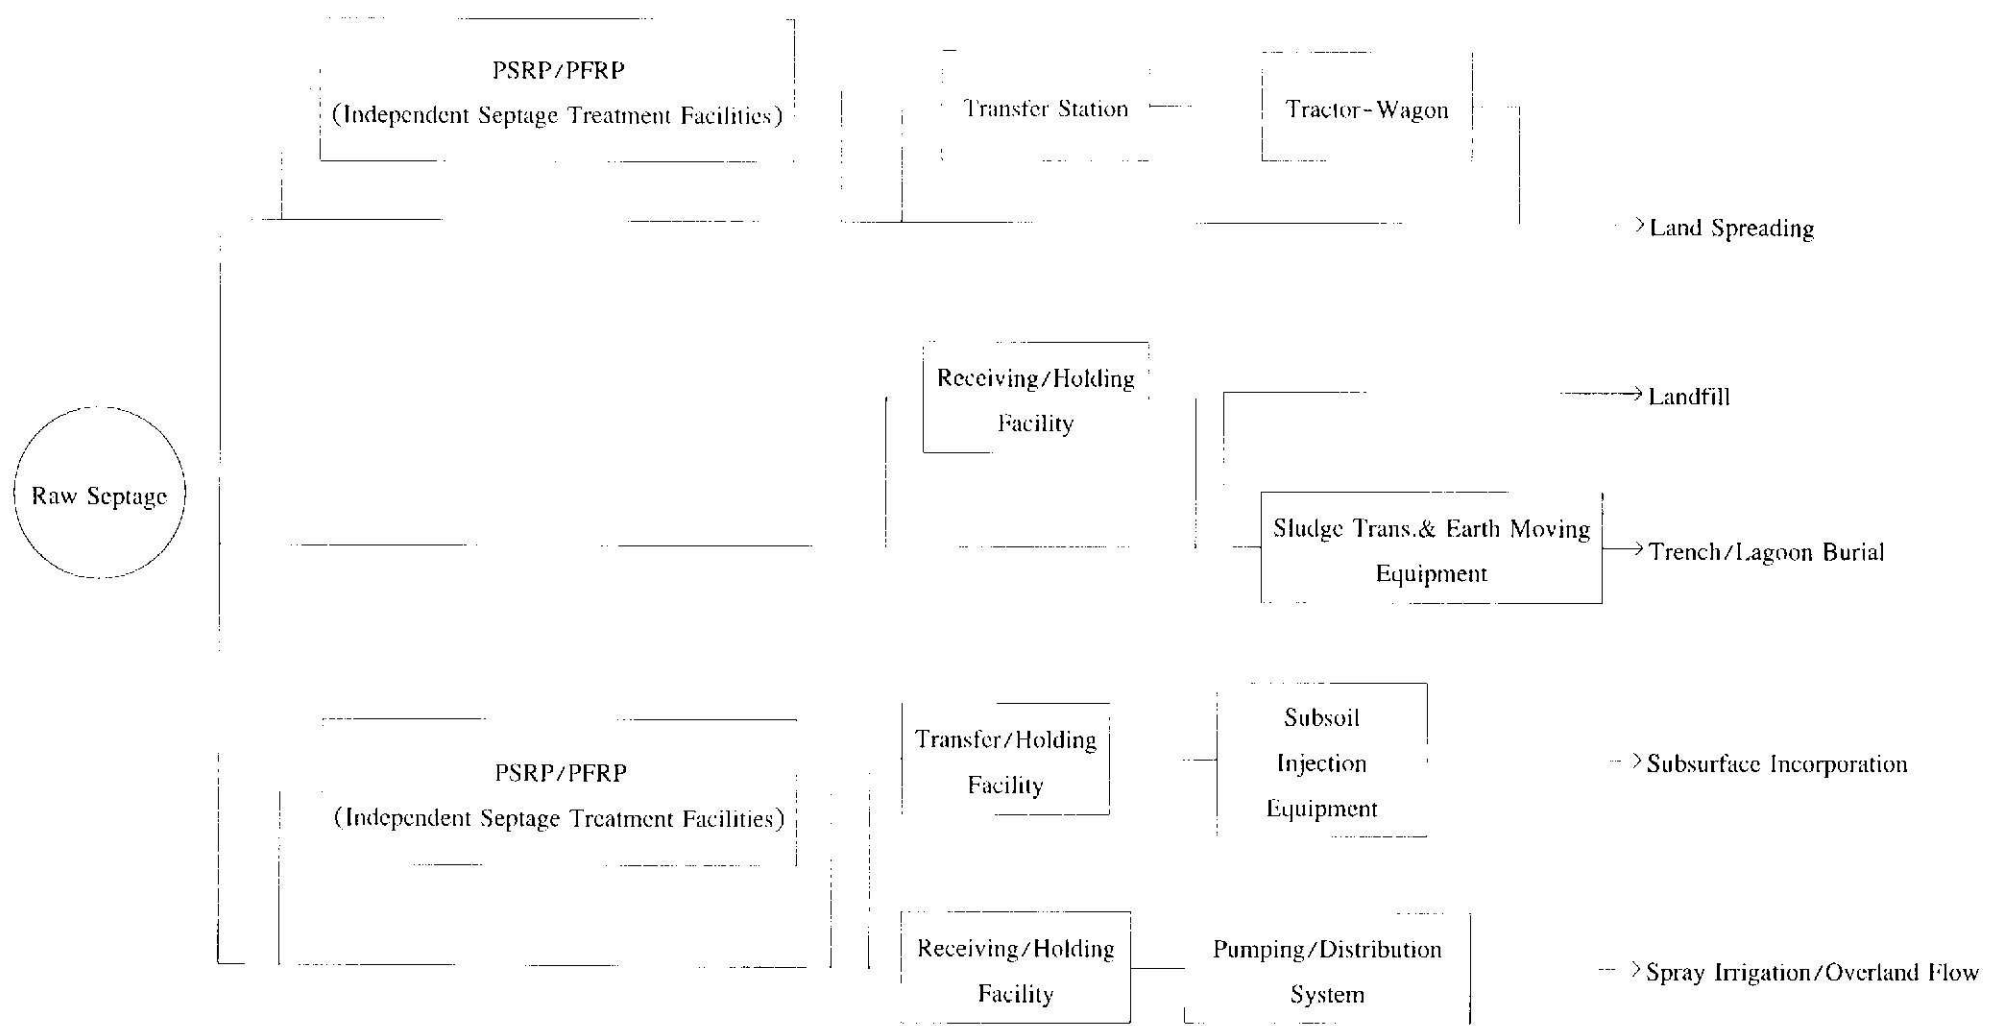 PSRP/PFRP
(Independent Septage Treatment Facilities)
Transfer Station
Tractor-Wagon
Land Spreading
Receiving/Holding
Facility
Landfill
Raw Septage
Sludge Trans.& Earth Moving
Equipment
Trench/Lagoon Burial
PSRP/PFRP
(Independent Septage Treatment Facilities)
Transfer/Holding
Facility
Subsoil
Injection
Equipment
Subsurface Incorporation
Receiving/Holding
Facility
Pumping/Distribution
System
Spray Irrigation/Overland Flow